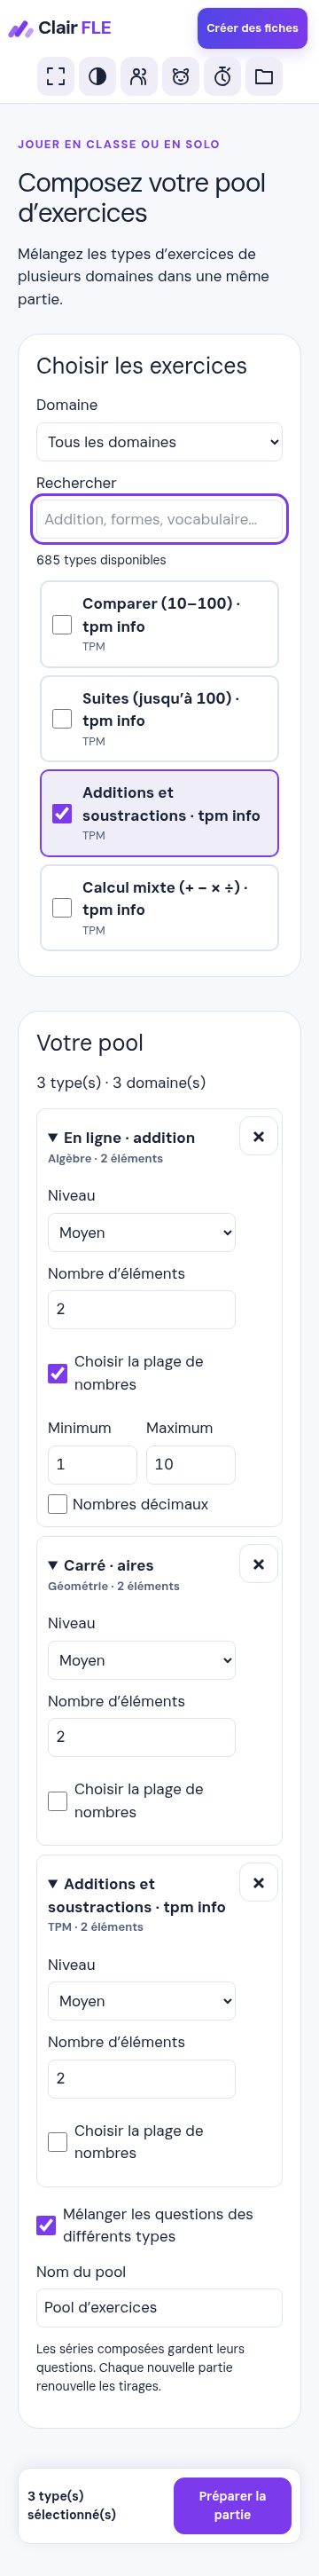 Clair FLE
Créer des fiches
JOUER EN CLASSE OU EN SOLO
Composez votre pool
d’exercices
Mélangez les types d’exercices de
plusieurs domaines dans une même
partie.
Choisir les exercices
Domaine
Tous les domaines
Rechercher
Addition, formes, vocabulaire…
685 types disponibles
Comparer (10–100) ·
tpm info
TPM
Suites (jusqu’à 100) ·
tpm info
TPM
Additions et
soustractions · tpm info
TPM
Calcul mixte (+ − × ÷) ·
tpm info
TPM
Votre pool
3 type(s) · 3 domaine(s)
▼ En ligne · addition
Algèbre · 2 éléments
Niveau
Moyen
Nombre d’éléments
2
Choisir la plage de
nombres
Minimum Maximum
1 10
Nombres décimaux
▼ Carré · aires
Géométrie · 2 éléments
Niveau
Moyen
Nombre d’éléments
2
Choisir la plage de
nombres
▼ Additions et
soustractions · tpm info
TPM · 2 éléments
Niveau
Moyen
Nombre d’éléments
2
Choisir la plage de
nombres
Mélanger les questions des
différents types
Nom du pool
Pool d’exercices
Les séries composées gardent leurs
questions. Chaque nouvelle partie
renouvelle les tirages.
3 type(s)
sélectionné(s)
Préparer la
partie